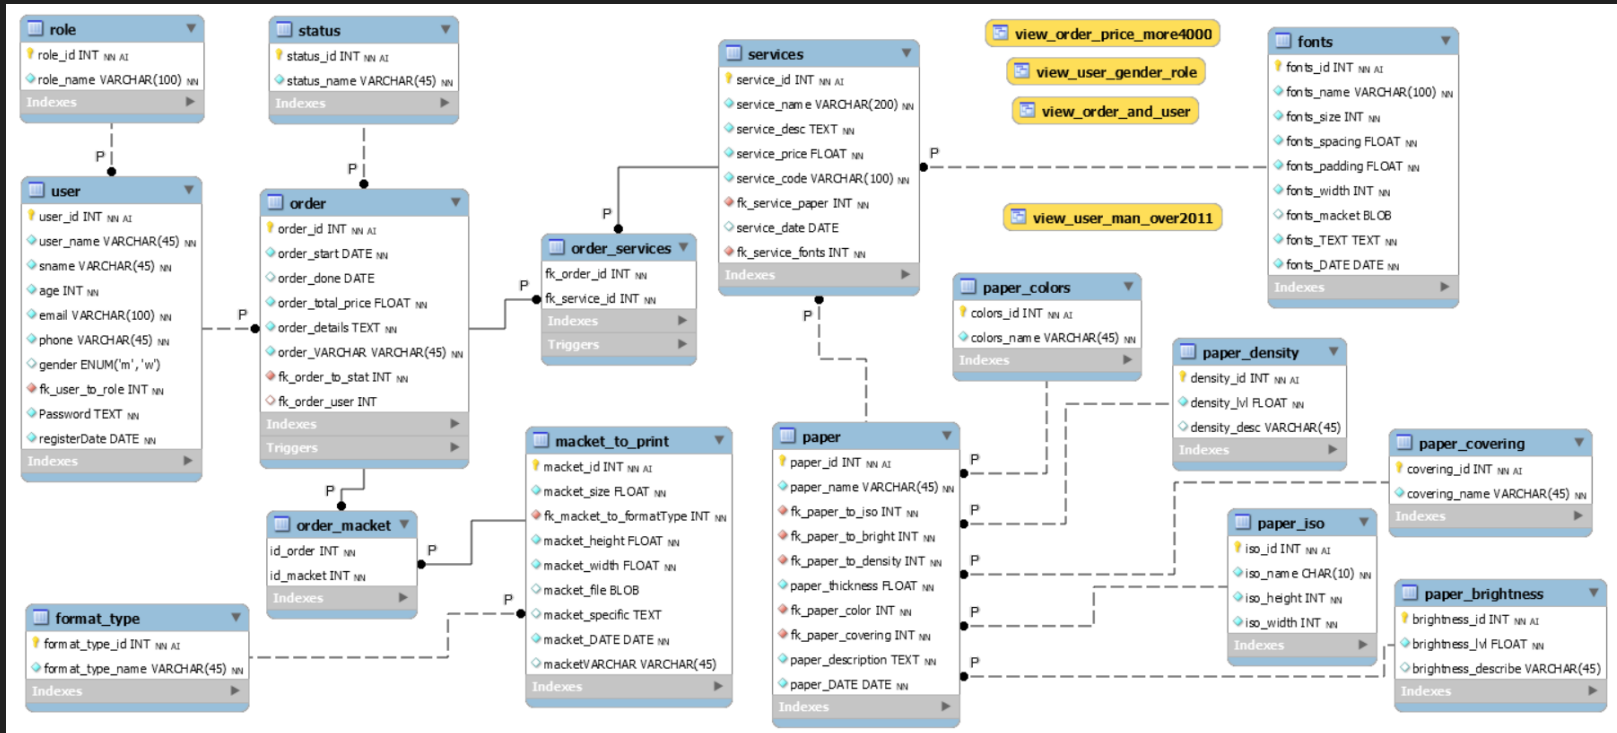 role
role_id INT NN AI
role_name VARCHAR(100) NN
Indexes
status
status_id INT NN AI
status_name VARCHAR(45) NN
Indexes
user
user_id INT NN AI
user_name VARCHAR(45) NN
sname VARCHAR(45) NN
age INT NN
email VARCHAR(100) NN
phone VARCHAR(45) NN
gender ENUM('m', 'w')
fk_user_to_role INT NN
Password TEXT NN
registerDate DATE NN
Indexes
order
order_id INT NN AI
order_start DATE NN
order_done DATE
order_total_price FLOAT NN
order_details TEXT NN
order_VARCHAR VARCHAR(45) NN
fk_order_to_stat INT NN
fk_order_user INT
Indexes
Triggers
order_services
fk_order_id INT NN
fk_service_id INT NN
Indexes
Triggers
services
service_id INT NN AI
service_name VARCHAR(200) NN
service_desc TEXT NN
service_price FLOAT NN
service_code VARCHAR(100) NN
fk_service_paper INT NN
service_date DATE
fk_service_fonts INT NN
Indexes
view_order_price_more4000
view_user_gender_role
view_order_and_user
view_user_man_over2011
fonts
fonts_id INT NN AI
fonts_name VARCHAR(100) NN
fonts_size INT NN
fonts_spacing FLOAT NN
fonts_padding FLOAT NN
fonts_width INT NN
fonts_macket BLOB
fonts_TEXT TEXT NN
fonts_DATE DATE NN
Indexes
order_macket
id_order INT NN
id_macket INT NN
Indexes
format_type
format_type_id INT NN AI
format_type_name VARCHAR(45) NN
Indexes
macket_to_print
macket_id INT NN AI
macket_size FLOAT NN
fk_macket_to_formatType INT NN
macket_height FLOAT NN
macket_width FLOAT NN
macket_file BLOB
macket_specific TEXT
macket_DATE DATE NN
macketVARCHAR VARCHAR(45)
Indexes
paper
paper_id INT NN AI
paper_name VARCHAR(45) NN
fk_paper_to_iso INT NN
fk_paper_to_bright INT NN
fk_paper_to_density INT NN
paper_thickness FLOAT NN
fk_paper_color INT NN
fk_paper_covering INT NN
paper_description TEXT NN
paper_DATE DATE NN
Indexes
paper_colors
colors_id INT NN AI
colors_name VARCHAR(45) NN
Indexes
paper_density
density_id INT NN AI
density_lvl FLOAT NN
density_desc VARCHAR(45)
Indexes
paper_covering
covering_id INT NN AI
covering_name VARCHAR(45) NN
Indexes
paper_iso
iso_id INT NN AI
iso_name CHAR(10) NN
iso_height INT NN
iso_width INT NN
Indexes
paper_brightness
brightness_id INT NN AI
brightness_lvl FLOAT NN
brightness_describe VARCHAR(45)
Indexes
P
P
P
P
P
P
P
P
P
P
P
P
P
P